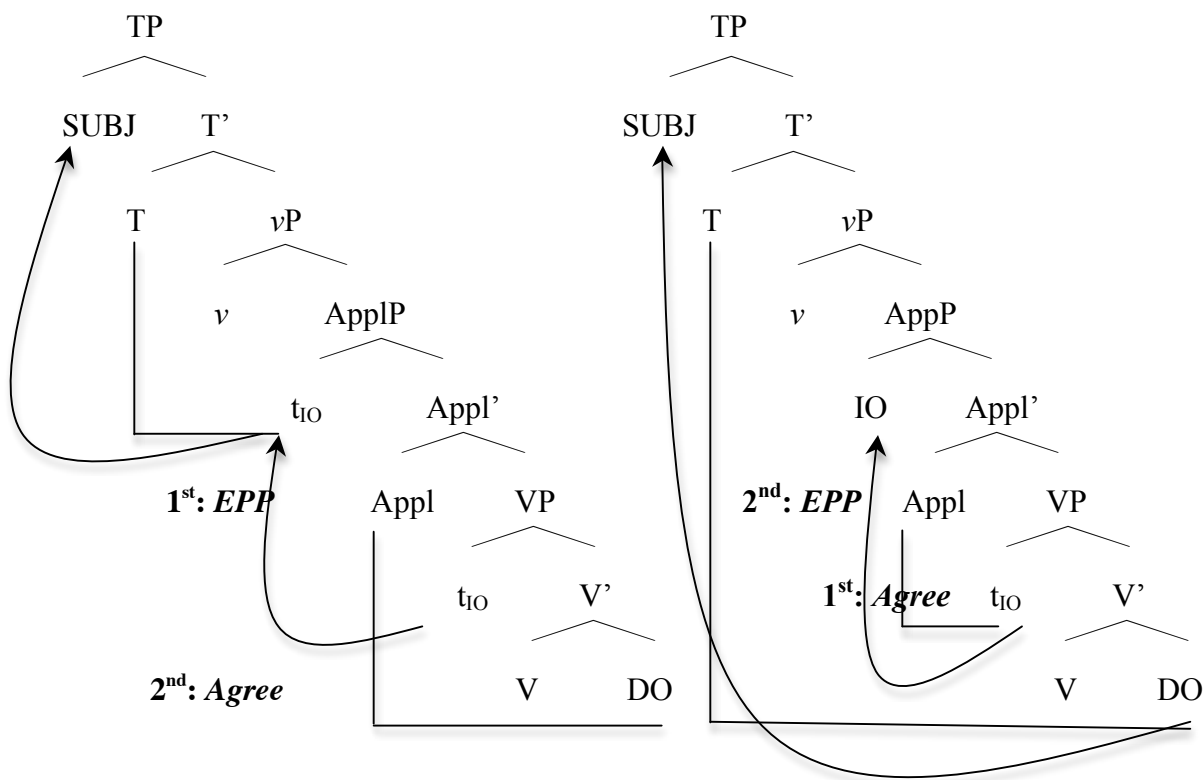 TP TP
SUBJ T’ SUBJ T’
T vP T vP
v ApplP v AppP
tIO Appl’ IO Appl’
1st: EPP Appl VP 2nd: EPP Appl VP
tIO V’ 1st: Agree tIO V’
2nd: Agree V DO V DO